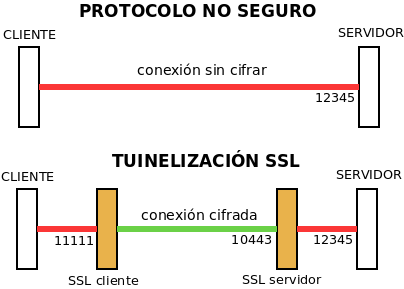 PROTOCOLO NO SEGURO
CLIENTE
SERVIDOR
conexión sin cifrar
12345
TUINELIZACIÓN SSL
CLIENTE
SERVIDOR
conexión cifrada
11111
10443
12345
SSL cliente
SSL servidor